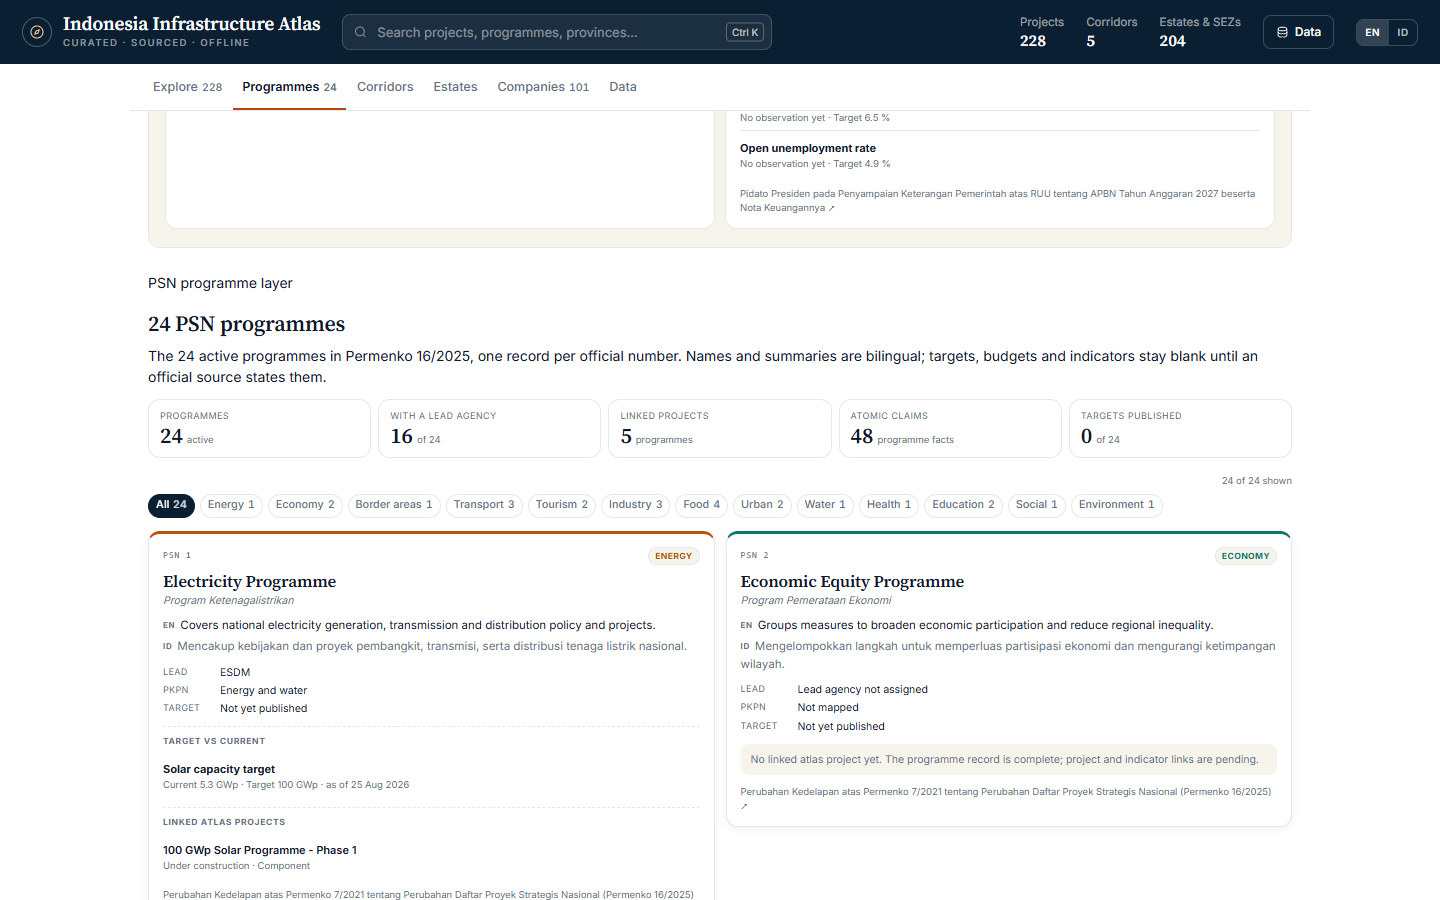 Indonesia Infrastructure Atlas
CURATED · SOURCED · OFFLINE
Search projects, programmes, provinces...
Ctrl K
Projects
228
Corridors
5
Estates & SEZs
204
Data
EN
ID
Explore 228
Programmes 24
Corridors
Estates
Companies 101
Data
No observation yet · Target 6.5 %
Open unemployment rate
No observation yet · Target 4.9 %
Pidato Presiden pada Penyampaian Keterangan Pemerintah atas RUU tentang APBN Tahun Anggaran 2027 beserta
Nota Keuangannya ↗
PSN programme layer
24 PSN programmes
The 24 active programmes in Permenko 16/2025, one record per official number. Names and summaries are bilingual; targets, budgets and indicators stay blank until an
official source states them.
PROGRAMMES
24 active
WITH A LEAD AGENCY
16 of 24
LINKED PROJECTS
5 programmes
ATOMIC CLAIMS
48 programme facts
TARGETS PUBLISHED
0 of 24
24 of 24 shown
All 24
Energy 1
Economy 2
Border areas 1
Transport 3
Tourism 2
Industry 3
Food 4
Urban 2
Water 1
Health 1
Education 2
Social 1
Environment 1
PSN 1
ENERGY
Electricity Programme
Program Ketenagalistrikan
EN Covers national electricity generation, transmission and distribution policy and projects.
ID Mencakup kebijakan dan proyek pembangkit, transmisi, serta distribusi tenaga listrik nasional.
LEAD ESDM
PKPN Energy and water
TARGET Not yet published
TARGET VS CURRENT
Solar capacity target
Current 5.3 GWp · Target 100 GWp · as of 25 Aug 2026
LINKED ATLAS PROJECTS
100 GWp Solar Programme - Phase 1
Under construction · Component
Perubahan Kedelapan atas Permenko 7/2021 tentang Perubahan Daftar Proyek Strategis Nasional (Permenko 16/2025)
PSN 2
ECONOMY
Economic Equity Programme
Program Pemerataan Ekonomi
EN Groups measures to broaden economic participation and reduce regional inequality.
ID Mengelompokkan langkah untuk memperluas partisipasi ekonomi dan mengurangi ketimpangan
wilayah.
LEAD Lead agency not assigned
PKPN Not mapped
TARGET Not yet published
No linked atlas project yet. The programme record is complete; project and indicator links are pending.
Perubahan Kedelapan atas Permenko 7/2021 tentang Perubahan Daftar Proyek Strategis Nasional (Permenko 16/2025)
↗